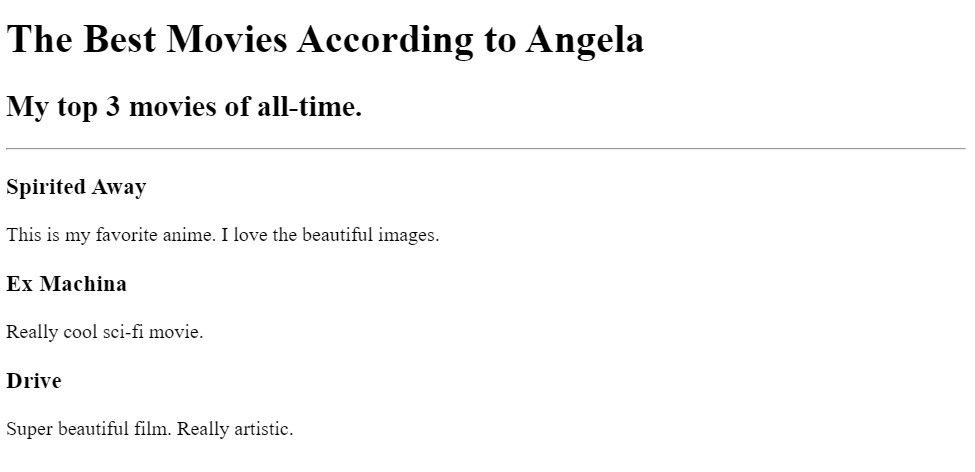 The Best Movies According to Angela
My top 3 movies of all-time.
Spirited Away
This is my favorite anime. I love the beautiful images.
Ex Machina
Really cool sci-fi movie.
Drive
Super beautiful film. Really artistic.